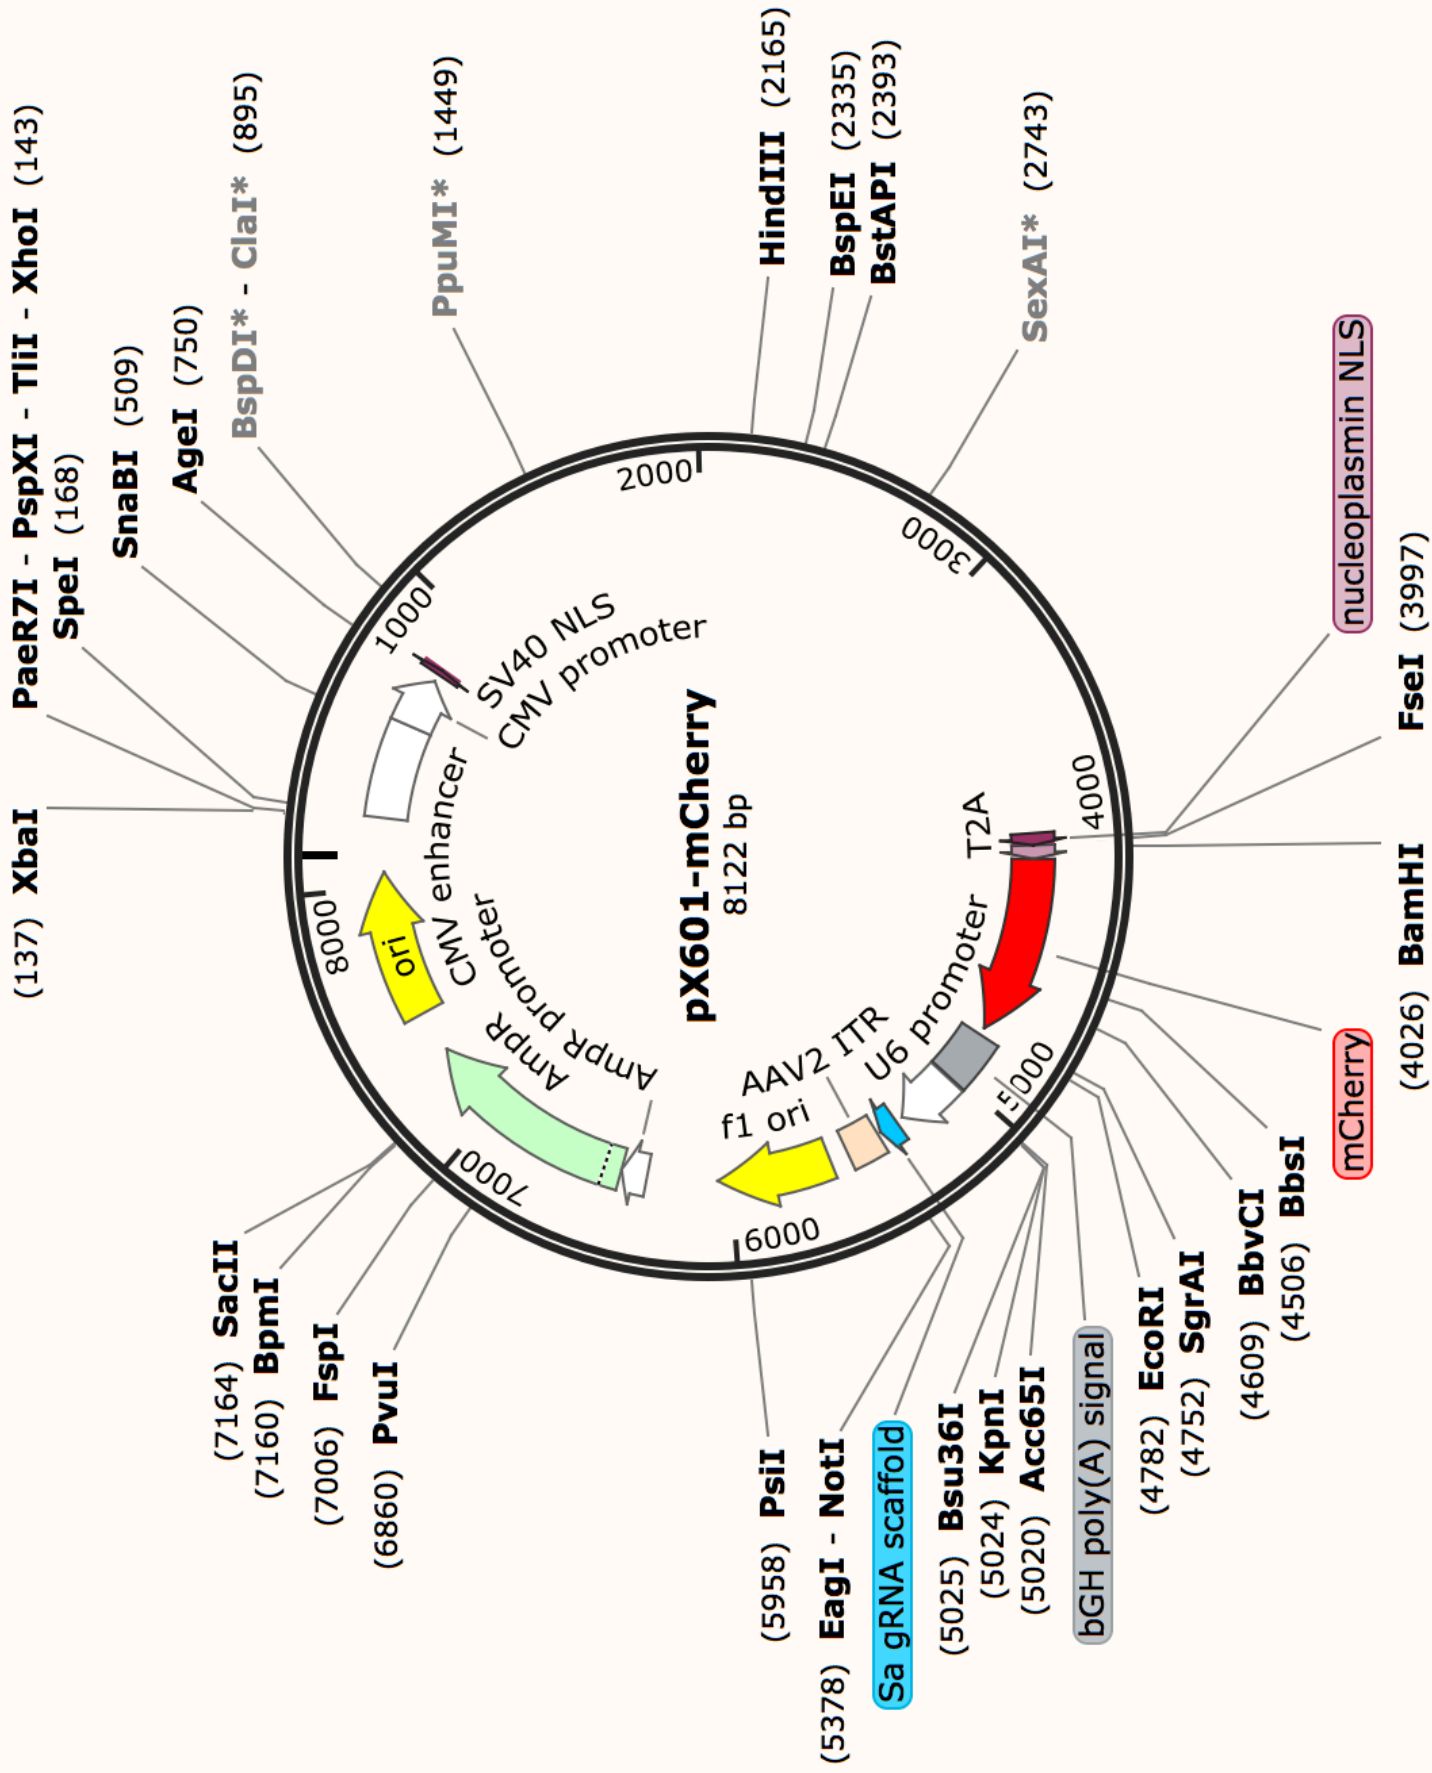 (137) XbaI
PaeR7I - PspXI - TliI - XhoI (143)
SpeI (168)
SnaBI (509)
AgeI (750)
BspDI* - ClaI* (895)
PpuMI* (1449)
HindIII (2165)
BspEI (2335)
BstAPI (2393)
SexAI* (2743)
nucleoplasmin NLS
FseI (3997)
(4026) BamHI
mCherry
(4506) BbsI
(4609) BbvCI
(4752) SgrAI
(4782) EcoRI
bGH poly(A) signal
(5020) Acc65I
(5024) KpnI
(5025) Bsu36I
Sa gRNA scaffold
(5378) EagI - NotI
(5958) PsiI
(6860) PvuI
(7006) FspI
(7160) BpmI
(7164) SacII
1000
2000
3000
4000
5000
6000
7000
8000
SV40 NLS
CMV promoter
CMV enhancer
T2A
U6 promoter
AAV2 ITR
f1 ori
AmpR promoter
AmpR
ori
pX601-mCherry
8122 bp